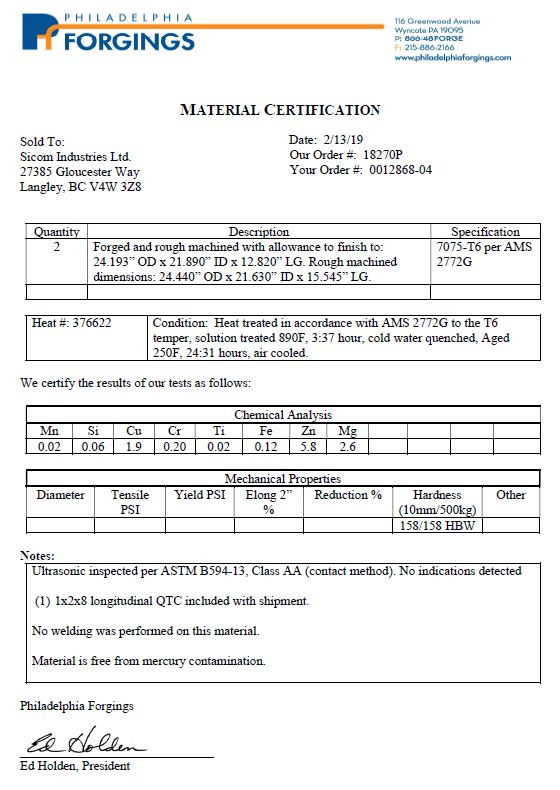 PHILADELPHIA
FORGINGS
116 Greenwood Avenue
Wyncote PA 19095
P: 866-48FORGE
F: 215-886-2166
www.philadelphiaforgings.com
MATERIAL CERTIFICATION
Sold To:
Sicom Industries Ltd.
27385 Gloucester Way
Langley, BC V4W 3Z8
Date: 2/13/19
Our Order #: 18270P
Your Order #: 0012868-04
Quantity Description Specification
2 Forged and rough machined with allowance to finish to: 7075-T6 per AMS
24.193” OD x 21.890” ID x 12.820” LG. Rough machined 2772G
dimensions: 24.440” OD x 21.630” ID x 15.545” LG.
Heat #: 376622 Condition: Heat treated in accordance with AMS 2772G to the T6
temper, solution treated 890F, 3:37 hour, cold water quenched, Aged
250F, 24:31 hours, air cooled.
We certify the results of our tests as follows:
Chemical Analysis
Mn Si Cu Cr Ti Fe Zn Mg
0.02 0.06 1.9 0.20 0.02 0.12 5.8 2.6
Mechanical Properties
Diameter Tensile Yield PSI Elong 2” Reduction % Hardness Other
PSI % (10mm/500kg)
158/158 HBW
Notes:
Ultrasonic inspected per ASTM B594-13, Class AA (contact method). No indications detected
(1) 1x2x8 longitudinal QTC included with shipment.
No welding was performed on this material.
Material is free from mercury contamination.
Philadelphia Forgings
Ed Holden
Ed Holden, President